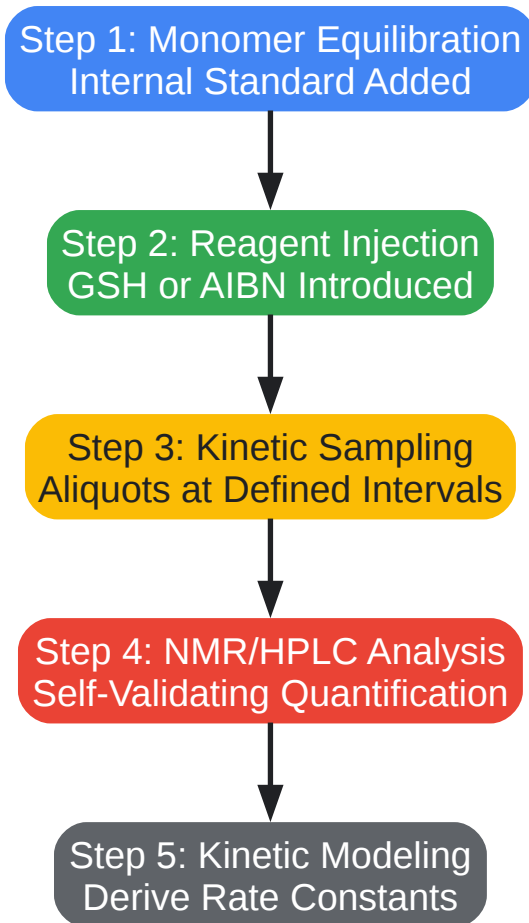 Step 1: Monomer Equilibration
Internal Standard Added
Step 2: Reagent Injection
GSH or AIBN Introduced
Step 3: Kinetic Sampling
Aliquots at Defined Intervals
Step 4: NMR/HPLC Analysis
Self-Validating Quantification
Step 5: Kinetic Modeling
Derive Rate Constants